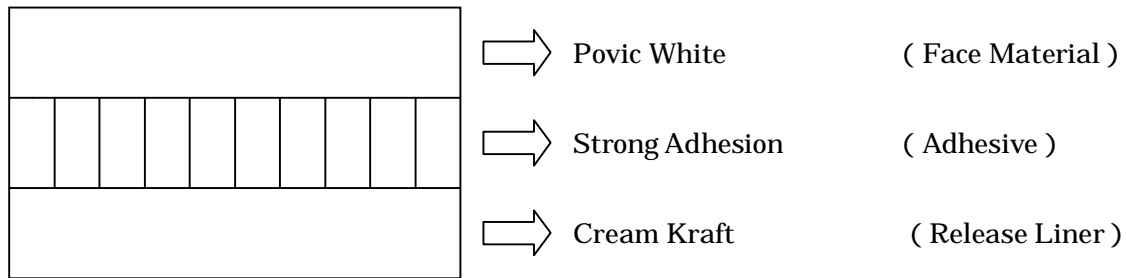 Povic White ( Face Material )
Strong Adhesion ( Adhesive )
Cream Kraft ( Release Liner )